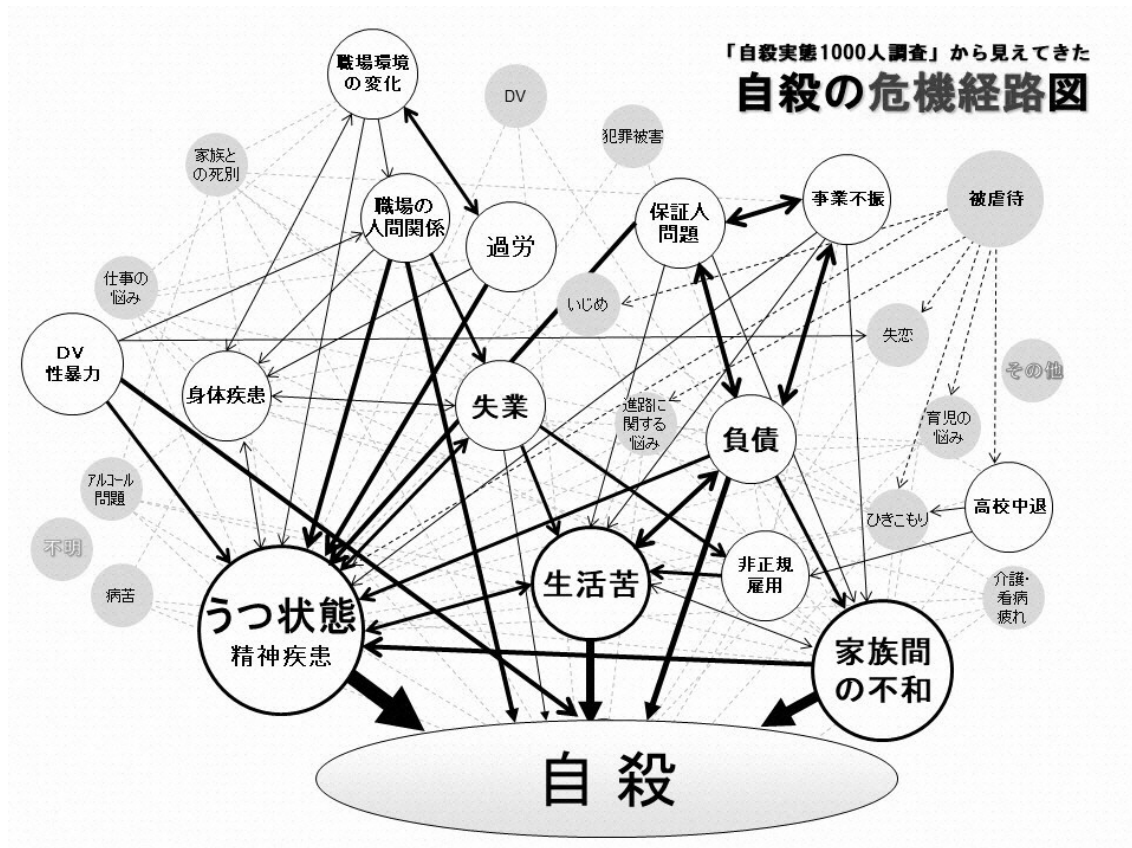 「自殺実態1000人調査」から見えてきた
自殺の危機経路図
職場環境
の変化
DV
犯罪被害
家族と
の死別
職場の
人間関係
過労
保証人
問題
事業不振
被虐待
仕事の
悩み
いじめ
失恋
DV
性暴力
その他
身体疾患
失業
進路に
関する
悩み
負債
育児の
悩み
アルコール
問題
ひきこもり
高校中退
不明
病苦
うつ状態
精神疾患
生活苦
非正規
雇用
介護・
看病
疲れ
家族間
の不和
自殺